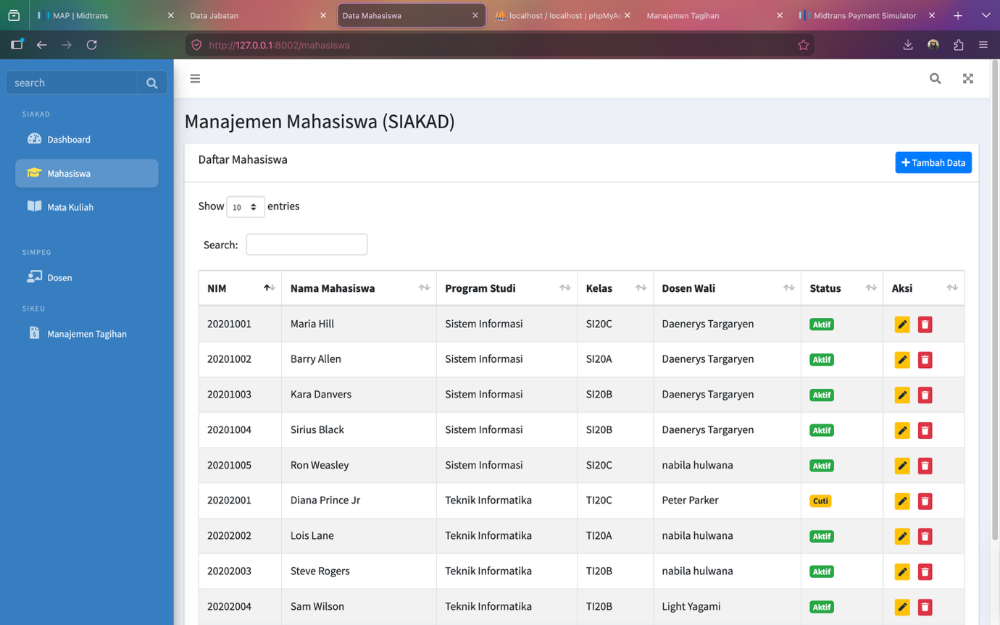 MAP | Midtrans
Data Jabatan
Data Mahasiswa
localhost / localhost | phpMyAd
Manajemen Tagihan
Midtrans Payment Simulator
http://127.0.0.1:8002/mahasiswa
search
SIAKAD
Dashboard
Mahasiswa
Mata Kuliah
SIMPEG
Dosen
SIKEU
Manajemen Tagihan
Manajemen Mahasiswa (SIAKAD)
Daftar Mahasiswa
Tambah Data
Show 10 entries
Search:
NIM Nama Mahasiswa Program Studi Kelas Dosen Wali Status Aksi
20201001 Maria Hill Sistem Informasi SI20C Daenerys Targaryen Aktif
20201002 Barry Allen Sistem Informasi SI20A Daenerys Targaryen Aktif
20201003 Kara Danvers Sistem Informasi SI20B Daenerys Targaryen Aktif
20201004 Sirius Black Sistem Informasi SI20B Daenerys Targaryen Aktif
20201005 Ron Weasley Sistem Informasi SI20C nabila hulwana Aktif
20202001 Diana Prince Jr Teknik Informatika TI20C Peter Parker Cuti
20202002 Lois Lane Teknik Informatika TI20A nabila hulwana Aktif
20202003 Steve Rogers Teknik Informatika TI20B nabila hulwana Aktif
20202004 Sam Wilson Teknik Informatika TI20B Light Yagami Aktif